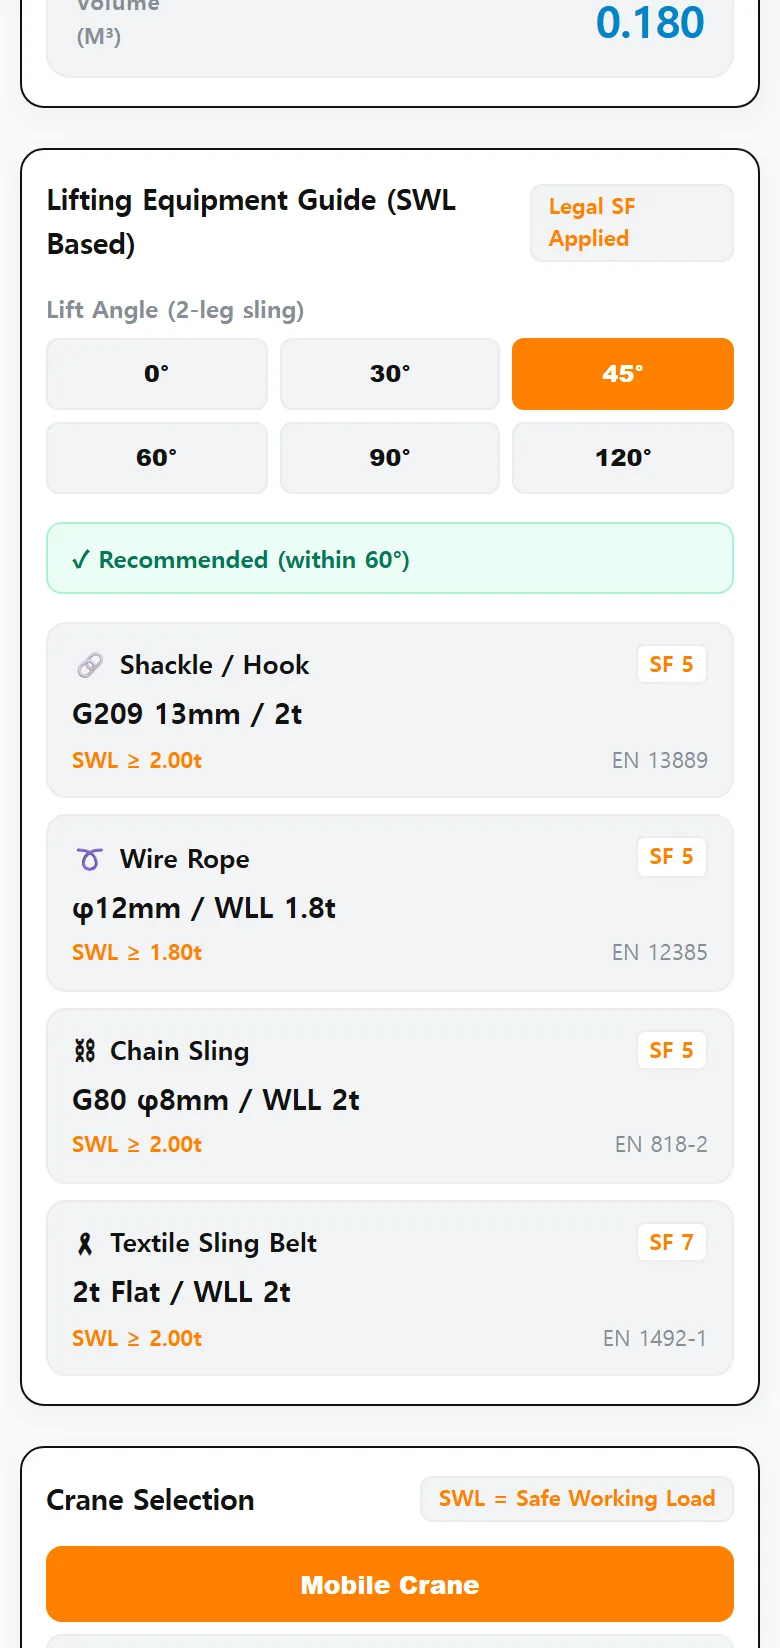 Volume
(M³)
0.180
Lifting Equipment Guide (SWL
Based)
Legal SF
Applied
Lift Angle (2-leg sling)
0°
30°
45°
60°
90°
120°
✓ Recommended (within 60°)
Shackle / Hook
SF 5
G209 13mm / 2t
SWL ≥ 2.00t
EN 13889
Wire Rope
SF 5
φ12mm / WLL 1.8t
SWL ≥ 1.80t
EN 12385
Chain Sling
SF 5
G80 φ8mm / WLL 2t
SWL ≥ 2.00t
EN 818-2
Textile Sling Belt
SF 7
2t Flat / WLL 2t
SWL ≥ 2.00t
EN 1492-1
Crane Selection
SWL = Safe Working Load
Mobile Crane